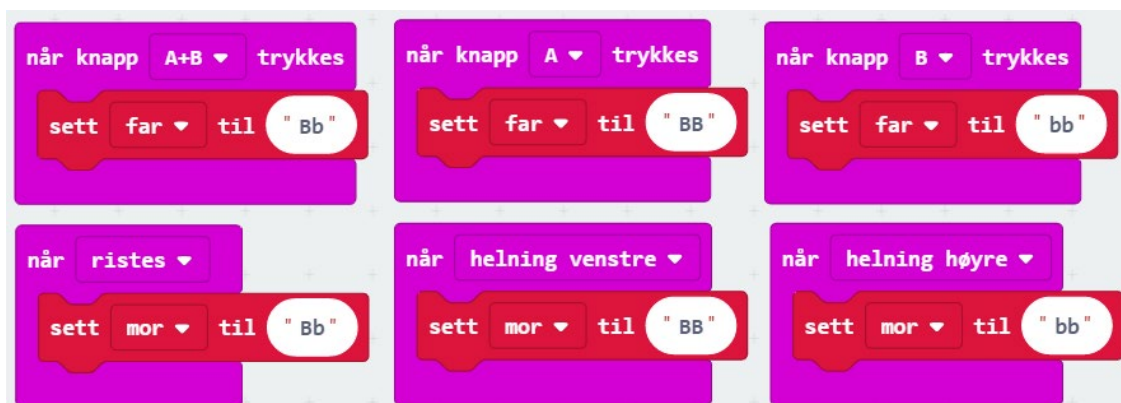 når knapp A+B trykkes
sett far til "Bb"
når knapp A trykkes
sett far til "BB"
når knapp B trykkes
sett far til "bb"
når ristes
sett mor til "Bb"
når helning venstre
sett mor til "BB"
når helning høyre
sett mor til "bb"